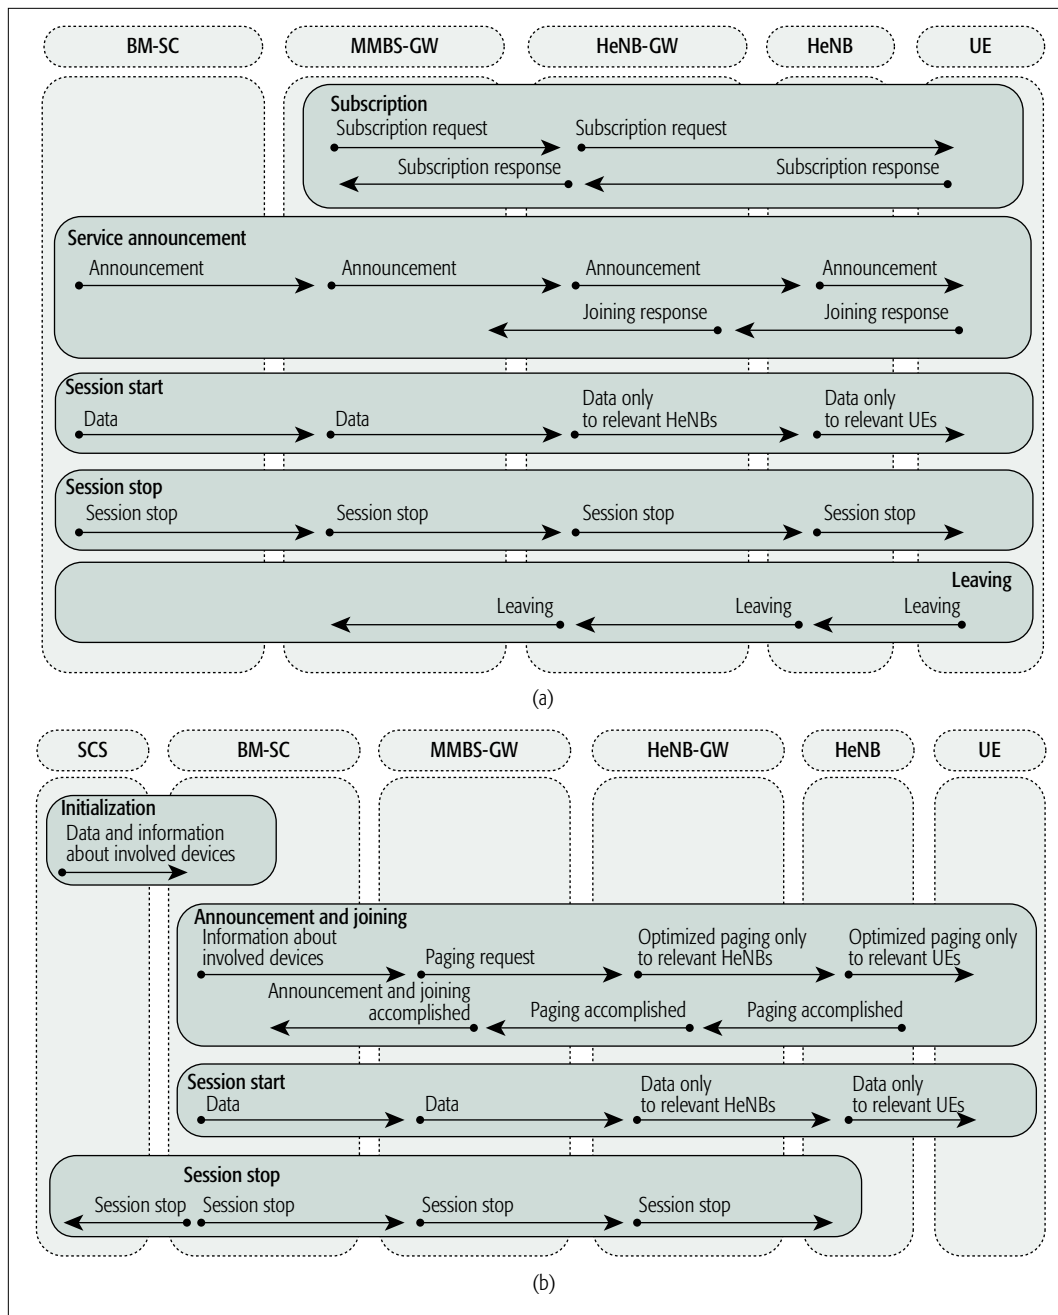 BM-SC MMBS-GW HeNB-GW HeNB UE
Subscription
Subscription request Subscription request
Subscription response Subscription response
Service announcement
Announcement Announcement Announcement Announcement
Joining response Joining response
Session start
Data Data Data only Data only
to relevant HeNBs to relevant UEs
Session stop
Session stop Session stop Session stop Session stop
Leaving
Leaving Leaving Leaving
(a)
SCS BM-SC MMBS-GW HeNB-GW HeNB UE
Initialization
Data and information
about involved devices
Announcement and joining
Information about
involved devices
Paging request
Optimized paging only
to relevant HeNBs
Optimized paging only
to relevant UEs
Announcement and joining
accomplished
Paging accomplished Paging accomplished
Session start
Data Data Data only Data only
to relevant HeNBs to relevant UEs
Session stop
Session stop Session stop Session stop Session stop
(b)